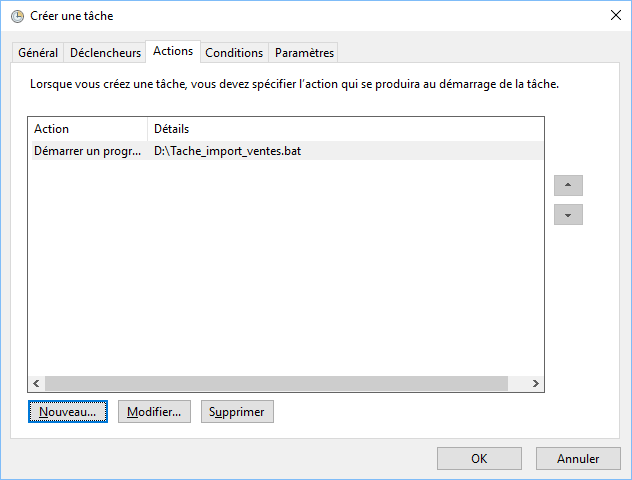 Créer une tâche
Général Déclencheurs Actions Conditions Paramètres
Lorsque vous créez une tâche, vous devez spécifier l'action qui se produira au démarrage de la tâche.
Action Détails
Démarrer un progr... D:\Tache_import_ventes.bat
Nouveau... Modifier... Supprimer
OK Annuler